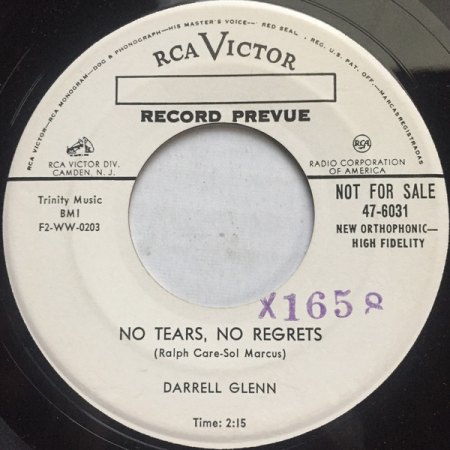 RCA VICTOR—RCA MONOGRAM—DOG & PHONOGRAPH—HIS MASTER'S VOICE—RED SEAL, REG. U.S. PAT. OFF.—MARCAS REGISTRADAS
RCA VICTOR
RECORD PREVUE
RCA VICTOR DIV.
CAMDEN, N. J.
RCA
RADIO CORPORATION
OF AMERICA
Trinity Music
BMI
F2-WW-0203
NOT FOR SALE
47-6031
NEW ORTHOPHONIC—
HIGH FIDELITY
X1658
NO TEARS, NO REGRETS
(Ralph Care-Sol Marcus)
DARRELL GLENN
Time: 2:15